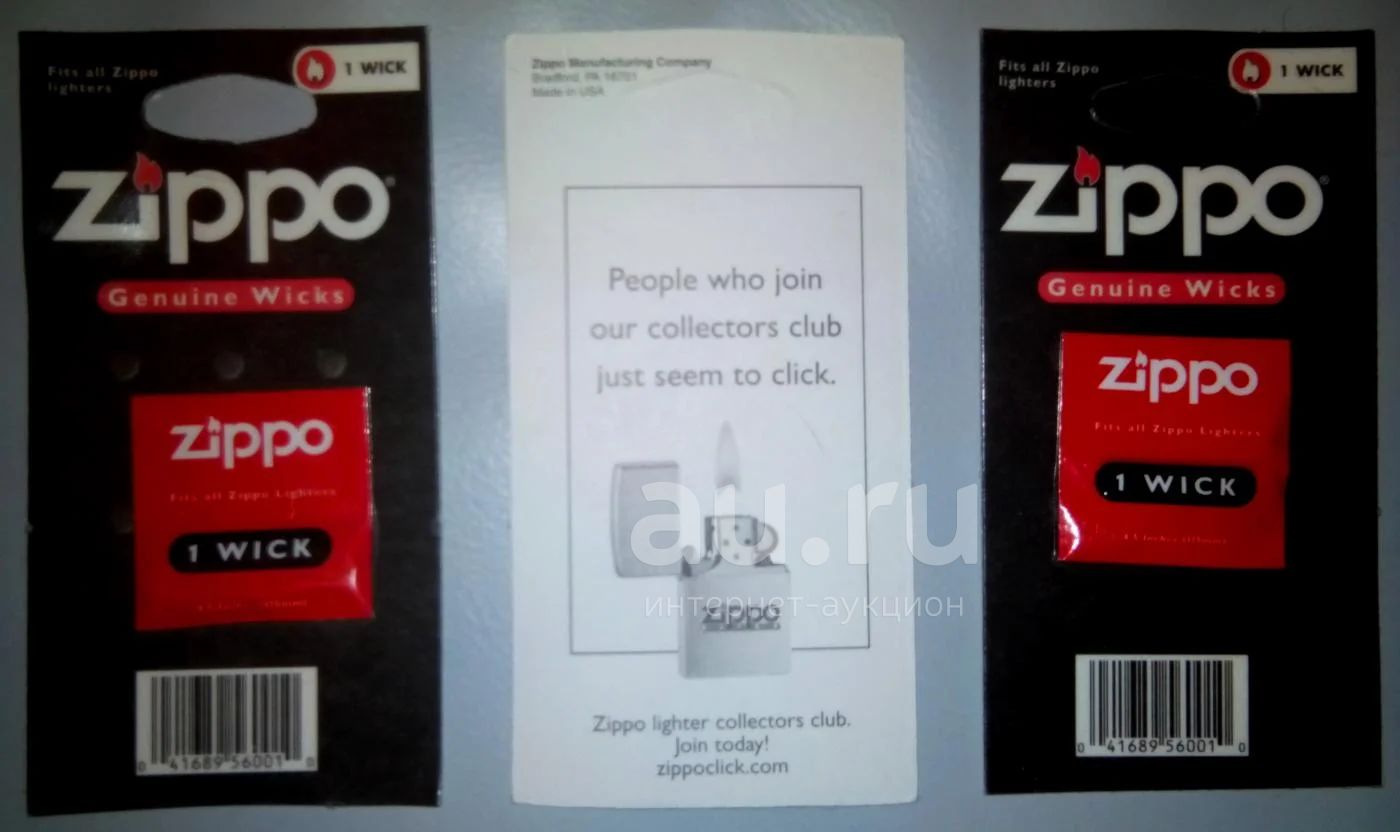 Fits all Zippo
lighters
1 WICK
Zippo
Genuine Wicks
Zippo
Fits all Zippo Lighters
1 WICK
0 41689 56001 0
Zippo Manufacturing Company
Bradford, PA 16701
Made in USA
People who join
our collectors club
just seem to click.
Zippo
Zippo lighter collectors club.
Join today!
zippoclick.com
Fits all Zippo
lighters
1 WICK
Zippo®
Genuine Wicks
Zippo
Fits all Zippo Lighters
1 WICK
0 41689 56001 0
au.ru
интернет-аукцион